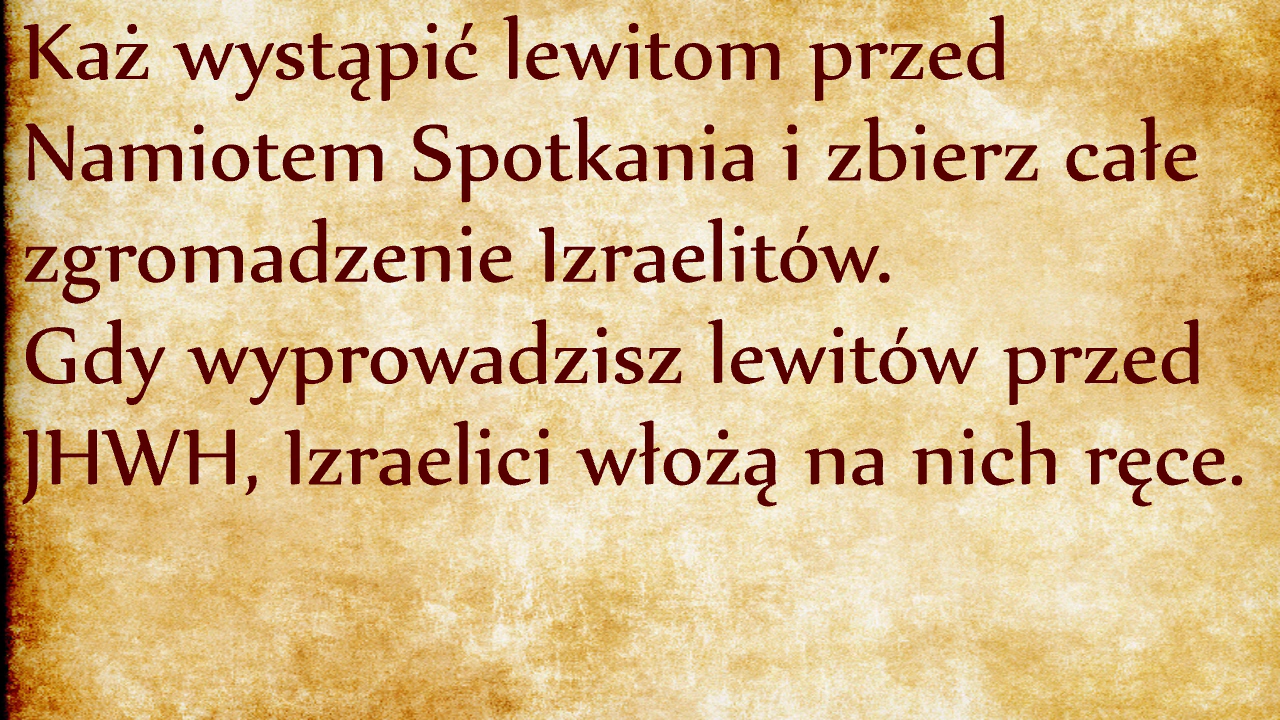 Każ wystąpić lewitom przed
Namiotem Spotkania i zbierz całe
zgromadzenie Izraelitów.
Gdy wyprowadzisz lewitów przed
JHWH, Izraelici włożą na nich ręce.